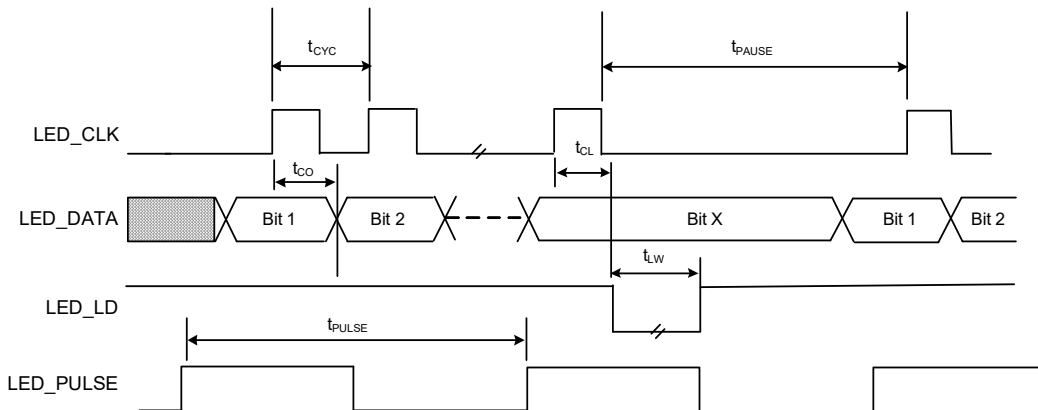 tCYC
tPAUSE
LED_CLK
tCL
tCO
LED_DATA
Bit 1
Bit 2
Bit X
Bit 1
Bit 2
tLW
LED_LD
tPULSE
LED_PULSE